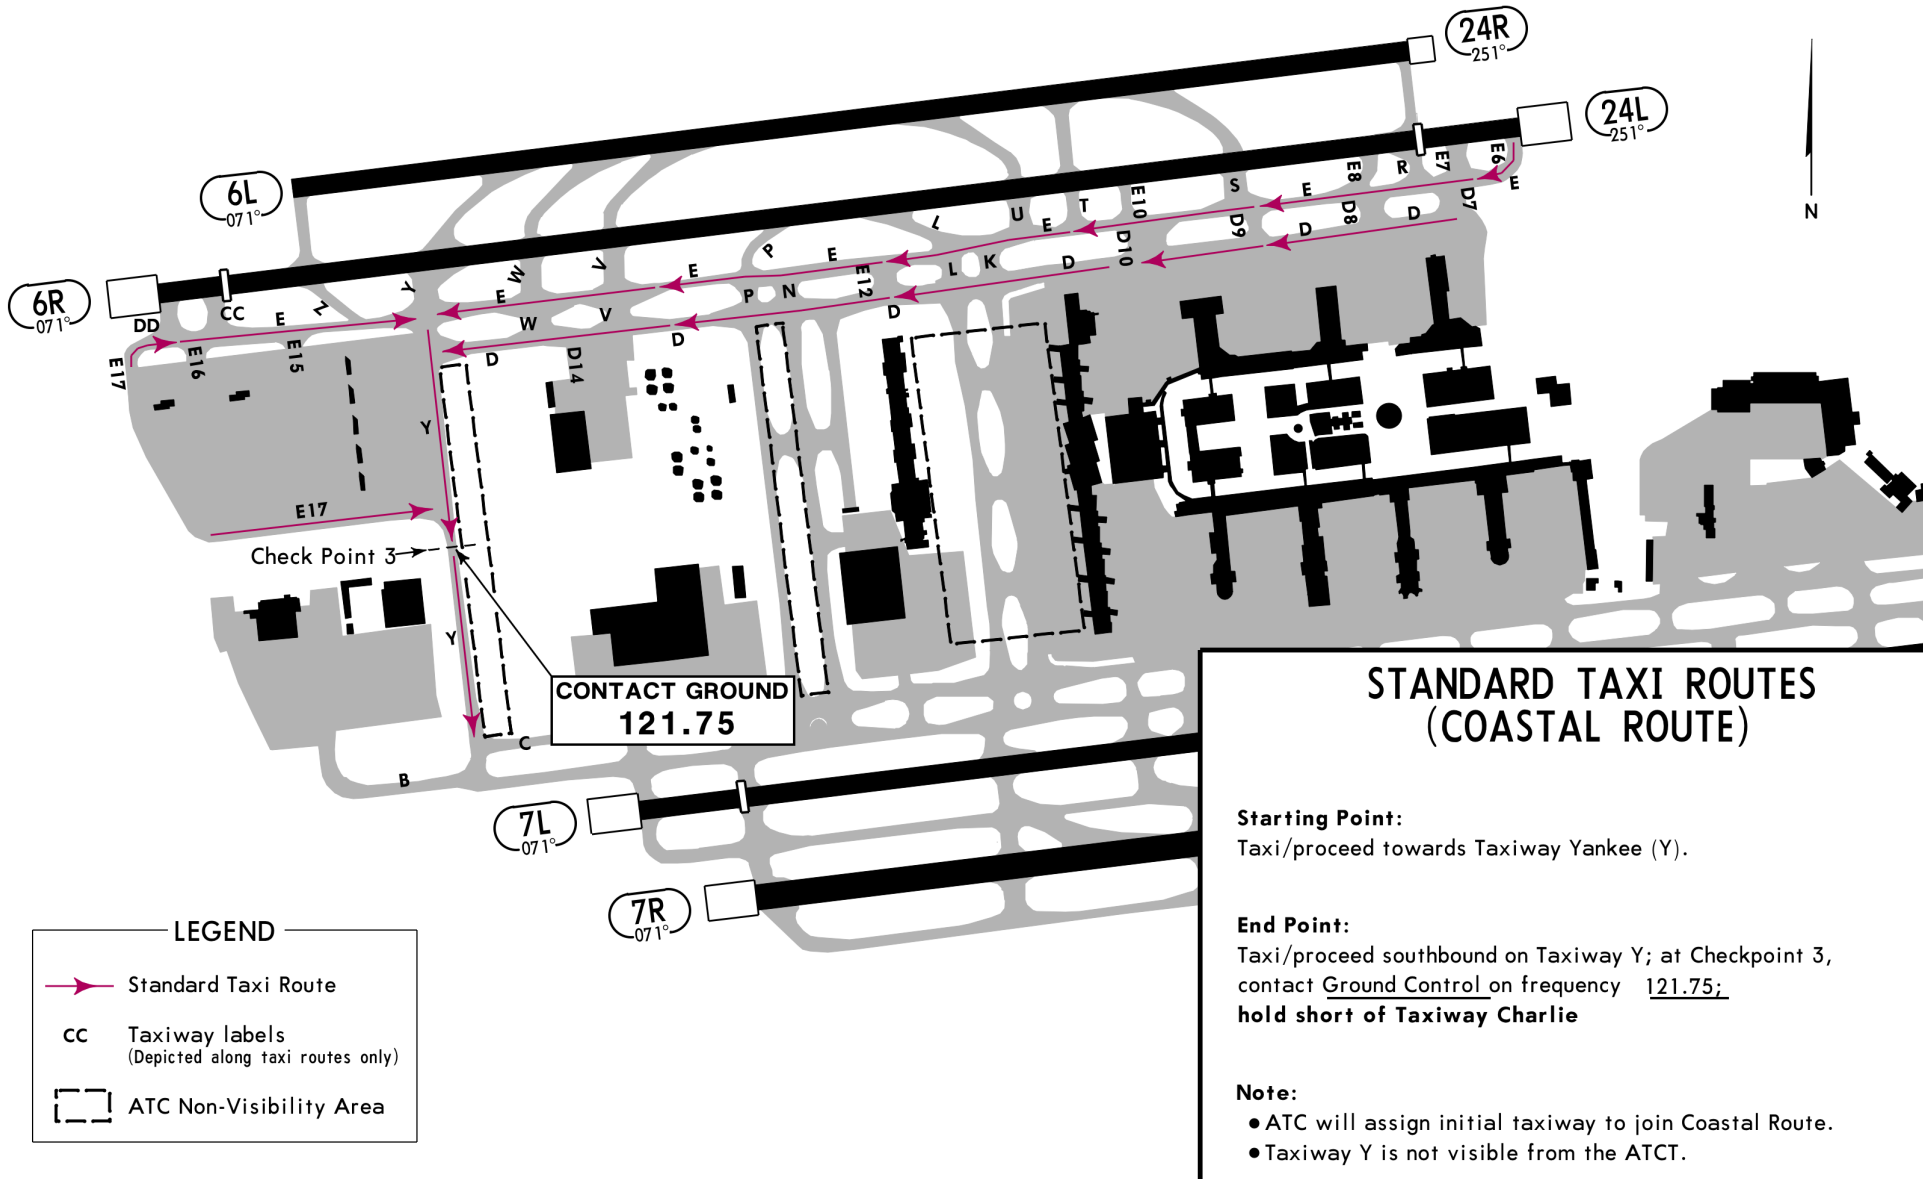 24R
251°
24L
251°
6L
071°
6R
071°
N
E6
E7
R
E8
E
S
E
D7
D
D8
D
D9
E10
T
U
E
L
D10
D
K
L
P
E
E12
N
P
D
V
E
V
D
W
E
W
D
D14
Y
Z
CC
DD
E
E15
E16
E17
Y
E17
Check Point 3
Y
CONTACT GROUND
121.75
C
B
7L
071°
7R
071°
LEGEND
Standard Taxi Route
CC Taxiway labels
(Depicted along taxi routes only)
ATC Non-Visibility Area
STANDARD TAXI ROUTES
(COASTAL ROUTE)
Starting Point:
Taxi/proceed towards Taxiway Yankee (Y).
End Point:
Taxi/proceed southbound on Taxiway Y; at Checkpoint 3,
contact Ground Control on frequency 121.75;
hold short of Taxiway Charlie
Note:
● ATC will assign initial taxiway to join Coastal Route.
● Taxiway Y is not visible from the ATCT.